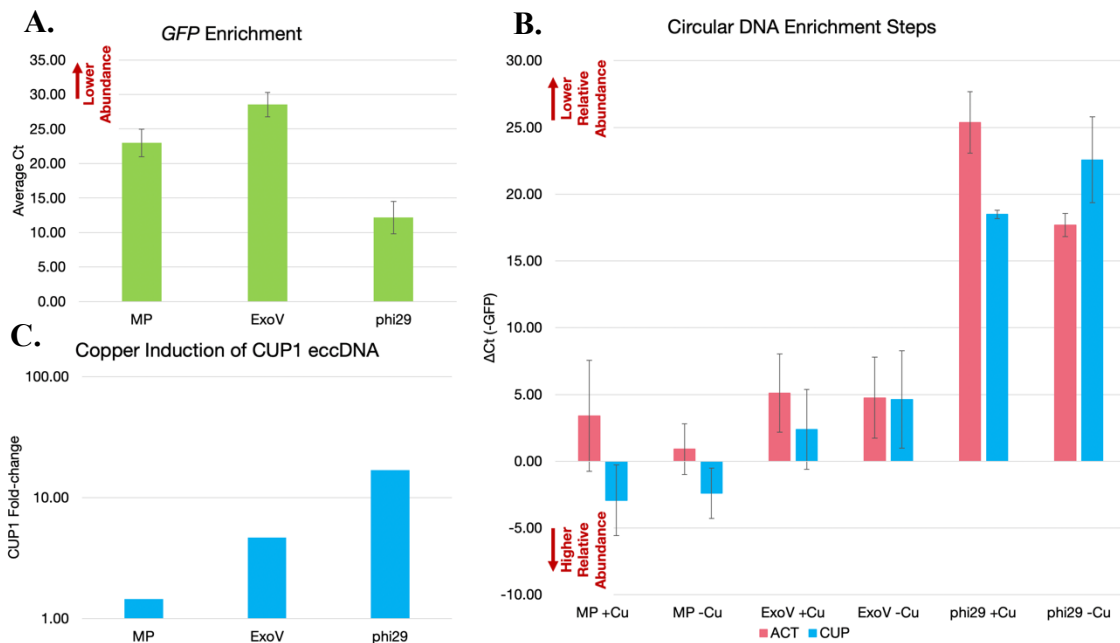 A.
GFP Enrichment
Lower
Abundance
Average Ct
35.00
30.00
25.00
20.00
15.00
10.00
5.00
0.00
MP ExoV phi29
B.
Circular DNA Enrichment Steps
Lower
Relative
Abundance
ΔCt (-GFP)
30.00
25.00
20.00
15.00
10.00
5.00
0.00
-5.00
-10.00
Higher
Relative
Abundance
MP +Cu MP -Cu ExoV +Cu ExoV -Cu phi29 +Cu phi29 -Cu
ACT CUP
C.
Copper Induction of CUP1 eccDNA
CUP1 Fold-change
100.00
10.00
1.00
MP ExoV phi29